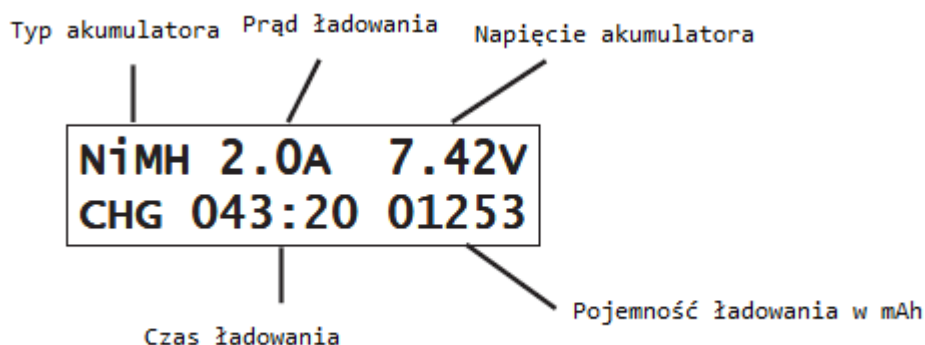 Typ akumulatora
Prąd ładowania
Napięcie akumulatora
NiMH 2.0A 7.42V
CHG 043:20 01253
Czas ładowania
Pojemność ładowania w mAh